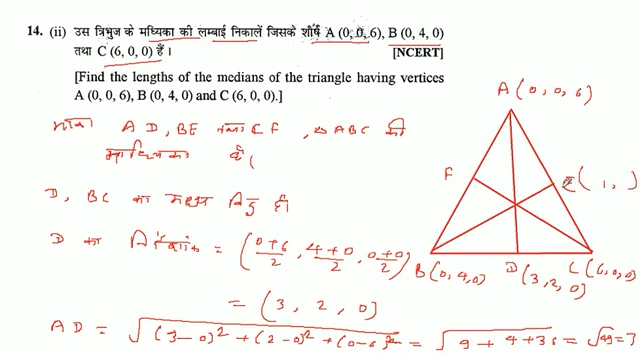 14. (ii) उस त्रिभुज के मध्यिका की लम्बाई निकालें जिसके शीर्ष A (0, 0, 6), B (0, 4, 0)
तथा C (6, 0, 0) हैं । [NCERT]
[Find the lengths of the medians of the triangle having vertices
A (0, 0, 6), B (0, 4, 0) and C (6, 0, 0).]
A(0, 0, 6)
माना AD, BE तथा CF, △ABC की
हैं।
F
E(1, )
D, BC का मध्य बिन्दु है।
D का निर्देशांक = (0+6/2, 4+0/2, 0+0/2)
B(0,4,0) D(3,2,0) C(6,0,0)
= (3, 2, 0)
AD = √(3-0)² + (2-0)² + (0-6)² = √9+4+36 = √49 = 7